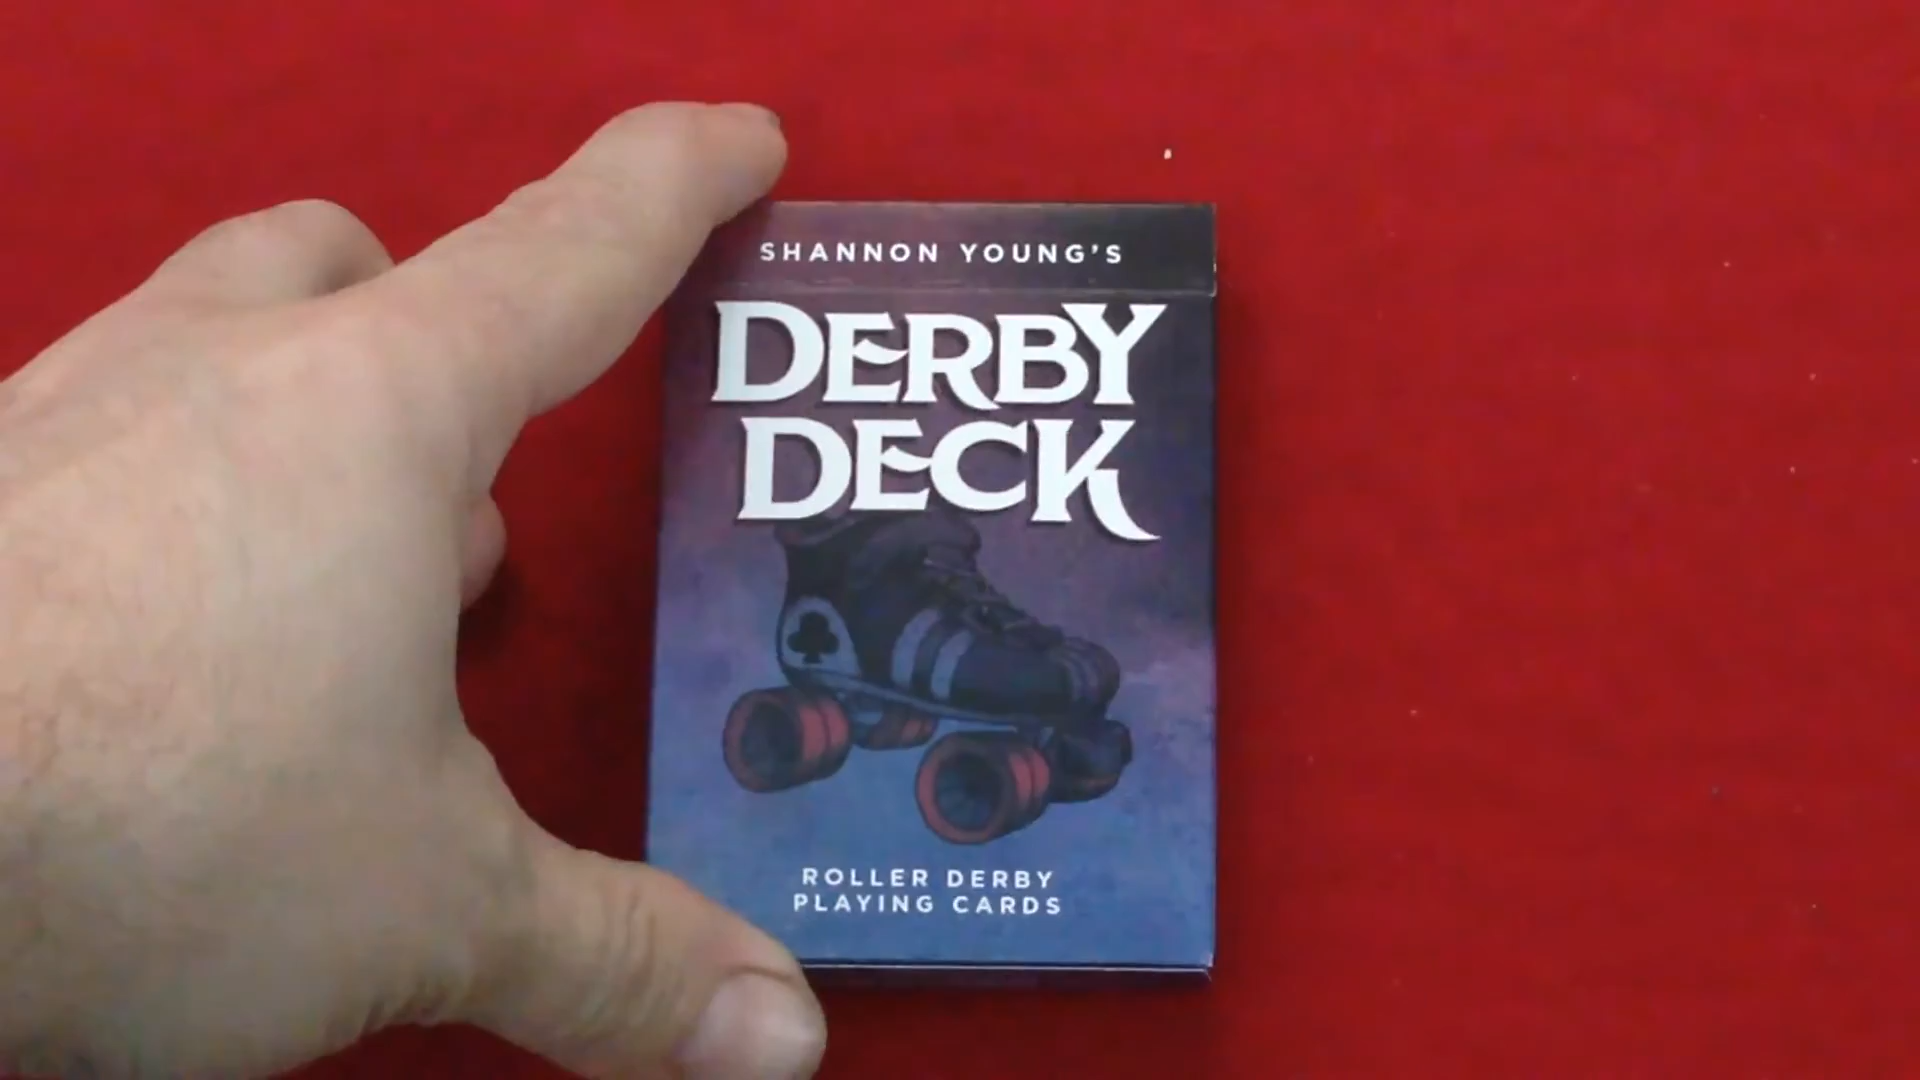 SHANNON YOUNG'S
DERBY
DECK
ROLLER DERBY
PLAYING CARDS